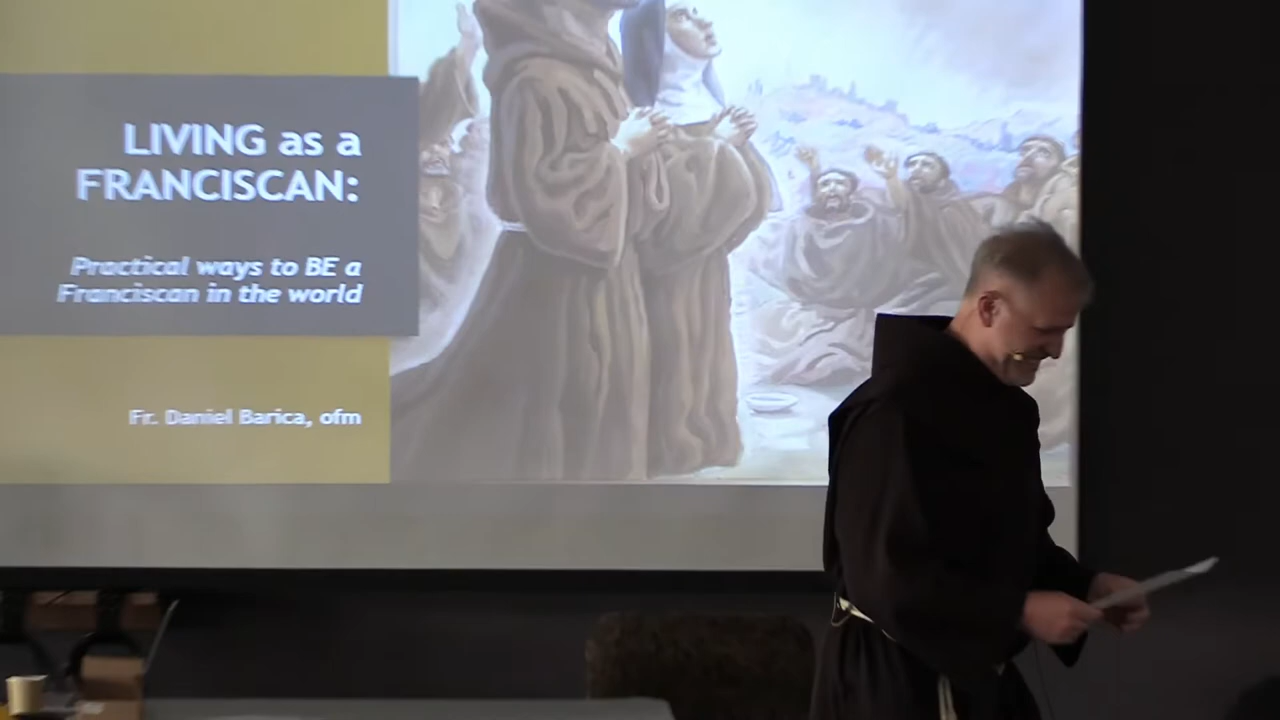 LIVING as a
FRANCISCAN:
Practical ways to BE a
Franciscan in the world
Fr. Daniel Barica, ofm